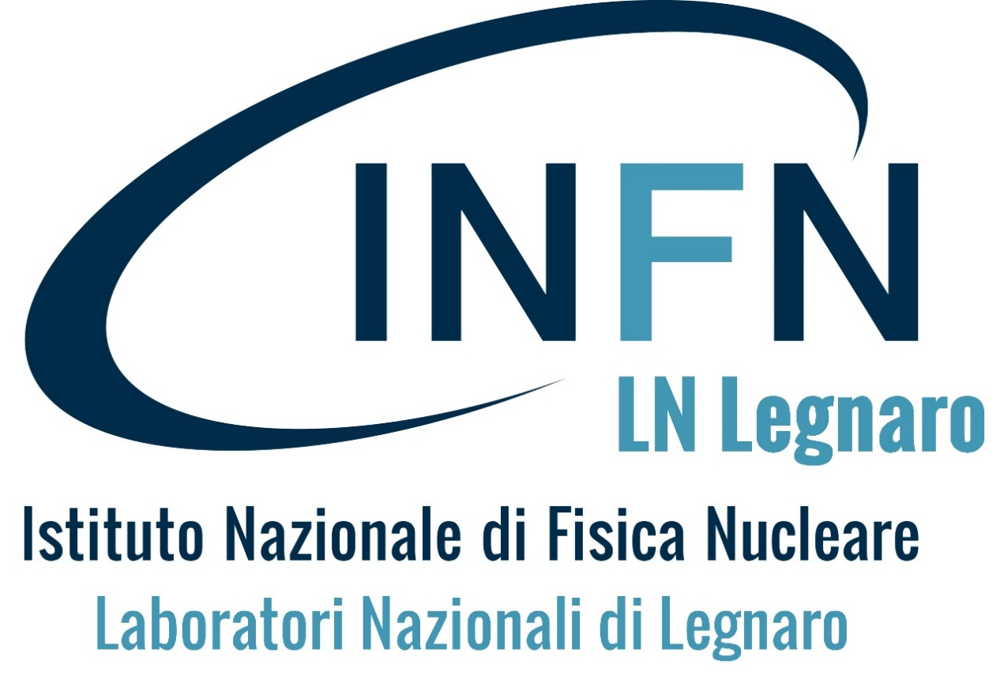 INFN
LN Legnaro
Istituto Nazionale di Fisica Nucleare
Laboratori Nazionali di Legnaro